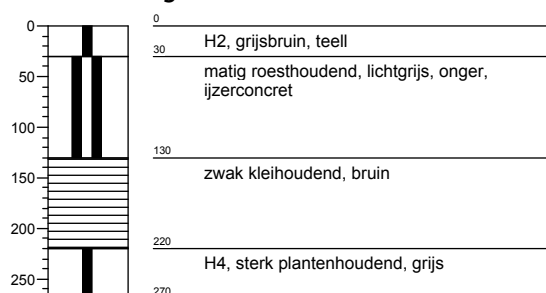 0
0
H2, grijsbruin, teell
30
50
matig roesthoudend, lichtgrijs, onger,
ijzerconcret
100
130
150
zwak kleihoudend, bruin
200
220
H4, sterk plantenhoudend, grijs
250
270